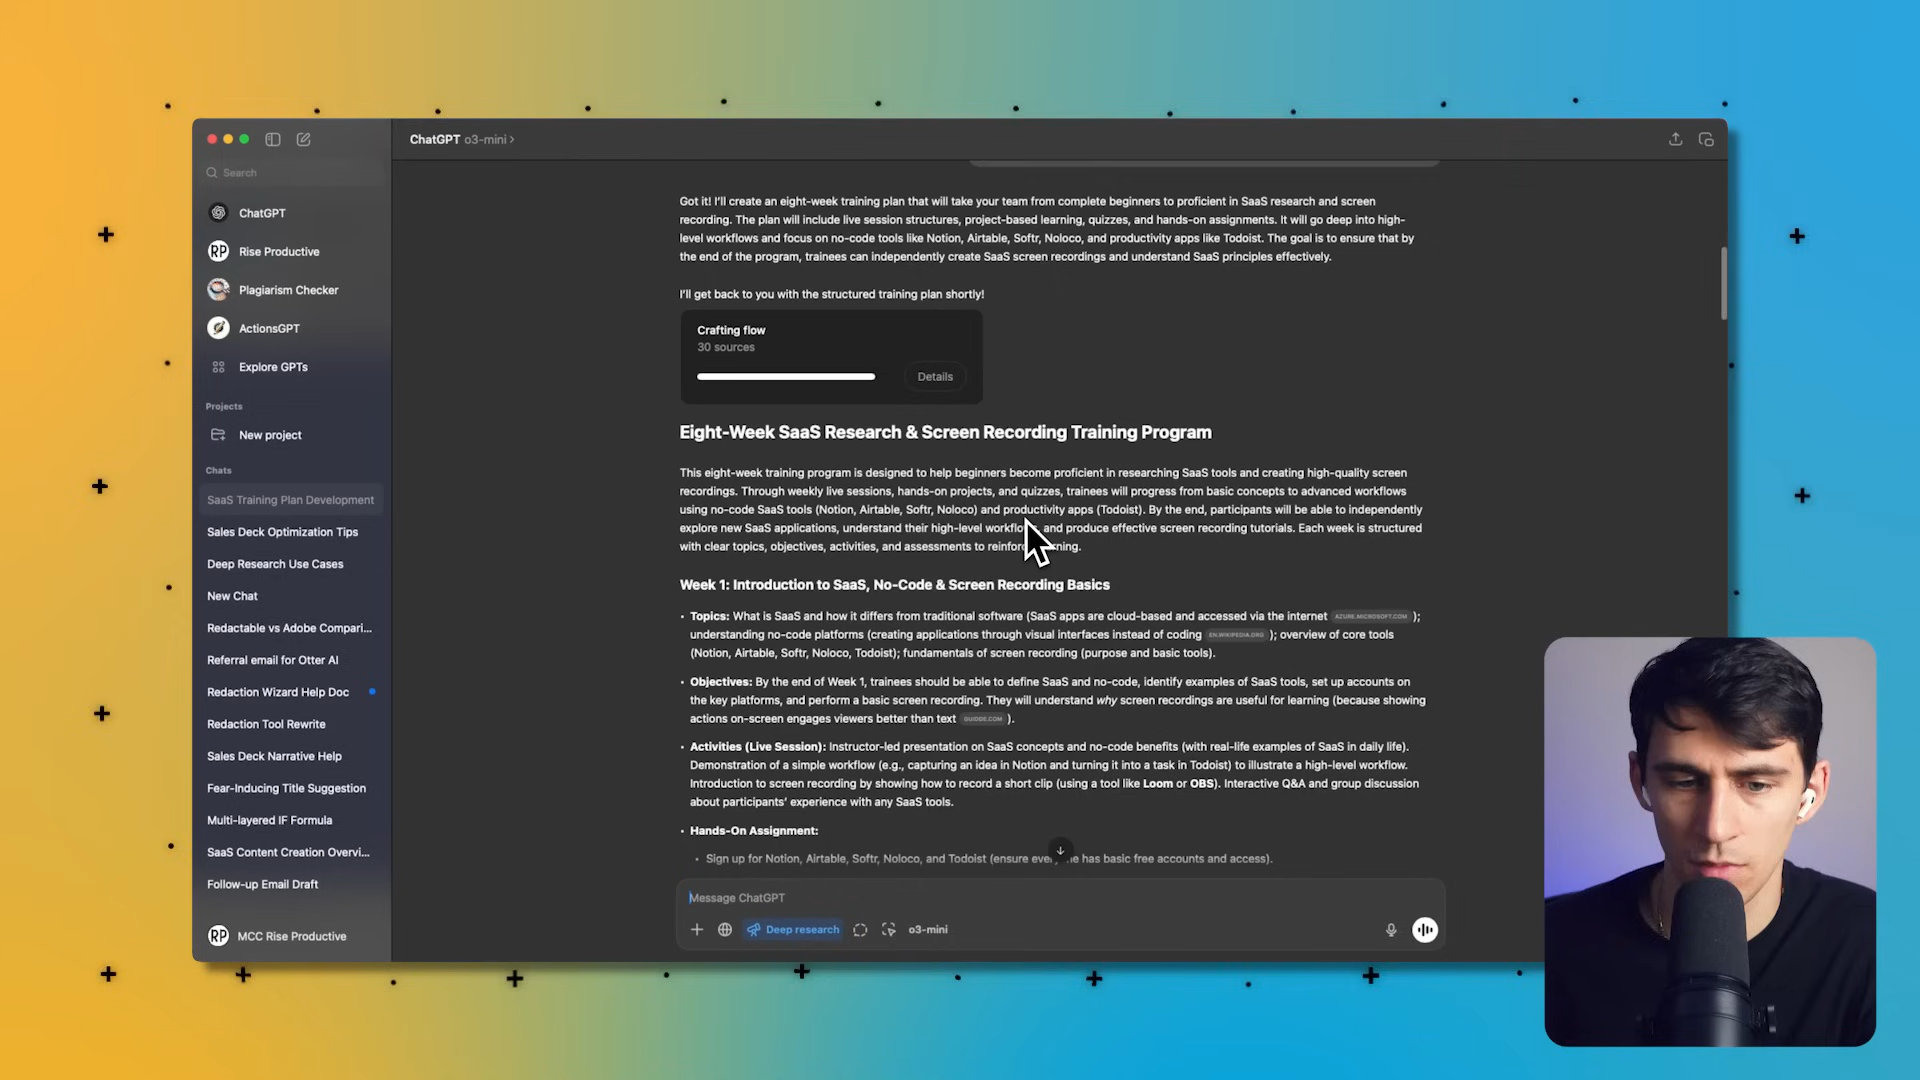 ChatGPT o3-mini >
Search
ChatGPT
RP Rise Productive
Plagiarism Checker
ActionsGPT
Explore GPTs
Projects
New project
Chats
SaaS Training Plan Development
Sales Deck Optimization Tips
Deep Research Use Cases
New Chat
Redactable vs Adobe Compari...
Referral email for Otter AI
Redaction Wizard Help Doc
Redaction Tool Rewrite
Sales Deck Narrative Help
Fear-Inducing Title Suggestion
Multi-layered IF Formula
SaaS Content Creation Overvi...
Follow-up Email Draft
RP MCC Rise Productive
Got it! I'll create an eight-week training plan that will take your team from complete beginners to proficient in SaaS research and screen
recording. The plan will include live session structures, project-based learning, quizzes, and hands-on assignments. It will go deep into high-
level workflows and focus on no-code tools like Notion, Airtable, Softr, Noloco, and productivity apps like Todoist. The goal is to ensure that by
the end of the program, trainees can independently create SaaS screen recordings and understand SaaS principles effectively.
I'll get back to you with the structured training plan shortly!
Crafting flow
30 sources
Details
Eight-Week SaaS Research & Screen Recording Training Program
This eight-week training program is designed to help beginners become proficient in researching SaaS tools and creating high-quality screen
recordings. Through weekly live sessions, hands-on projects, and quizzes, trainees will progress from basic concepts to advanced workflows
using no-code SaaS tools (Notion, Airtable, Softr, Noloco) and productivity apps (Todoist). By the end, participants will be able to independently
explore new SaaS applications, understand their high-level workflows, and produce effective screen recording tutorials. Each week is structured
with clear topics, objectives, activities, and assessments to reinforce learning.
Week 1: Introduction to SaaS, No-Code & Screen Recording Basics
• Topics: What is SaaS and how it differs from traditional software (SaaS apps are cloud-based and accessed via the internet AZURE.MICROSOFT.COM );
understanding no-code platforms (creating applications through visual interfaces instead of coding EN.WIKIPEDIA.ORG ); overview of core tools
(Notion, Airtable, Softr, Noloco, Todoist); fundamentals of screen recording (purpose and basic tools).
• Objectives: By the end of Week 1, trainees should be able to define SaaS and no-code, identify examples of SaaS tools, set up accounts on
the key platforms, and perform a basic screen recording. They will understand why screen recordings are useful for learning (because showing
actions on-screen engages viewers better than text GUIDDE.COM ).
• Activities (Live Session): Instructor-led presentation on SaaS concepts and no-code benefits (with real-life examples of SaaS in daily life).
Demonstration of a simple workflow (e.g., capturing an idea in Notion and turning it into a task in Todoist) to illustrate a high-level workflow.
Introduction to screen recording by showing how to record a short clip (using a tool like Loom or OBS). Interactive Q&A and group discussion
about participants' experience with any SaaS tools.
• Hands-On Assignment:
• Sign up for Notion, Airtable, Softr, Noloco, and Todoist (ensure everyone has basic free accounts and access).
Message ChatGPT
Deep research
o3-mini